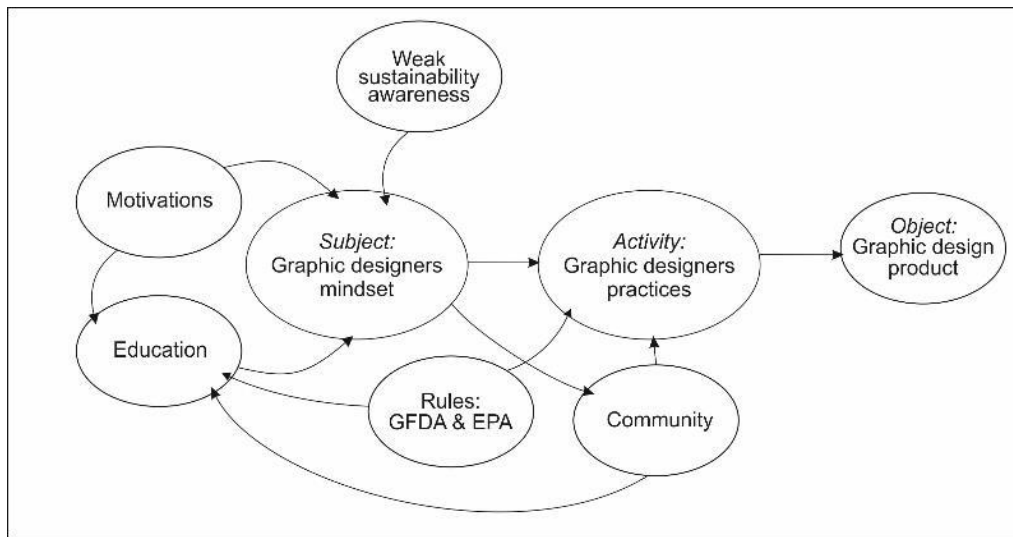 Weak
sustainability
awareness
Motivations
Subject:
Graphic designers
mindset
Activity:
Graphic designers
practices
Object:
Graphic design
product
Education
Rules:
GFDA & EPA
Community